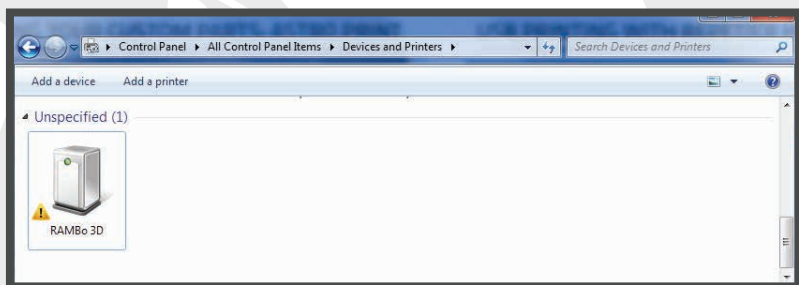 Control Panel ▸ All Control Panel Items ▸ Devices and Printers ▸
Search Devices and Printers
Add a device Add a printer
Unspecified (1)
RAMBo 3D